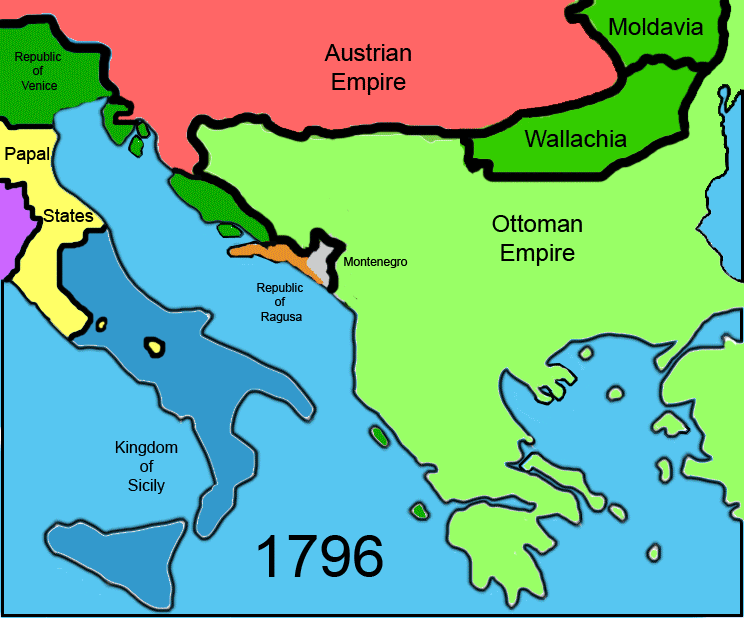 Moldavia
Austrian
Empire
Republic
of
Venice
Wallachia
Papal
States
Ottoman
Empire
Montenegro
Republic
of
Ragusa
Kingdom
of
Sicily
1796